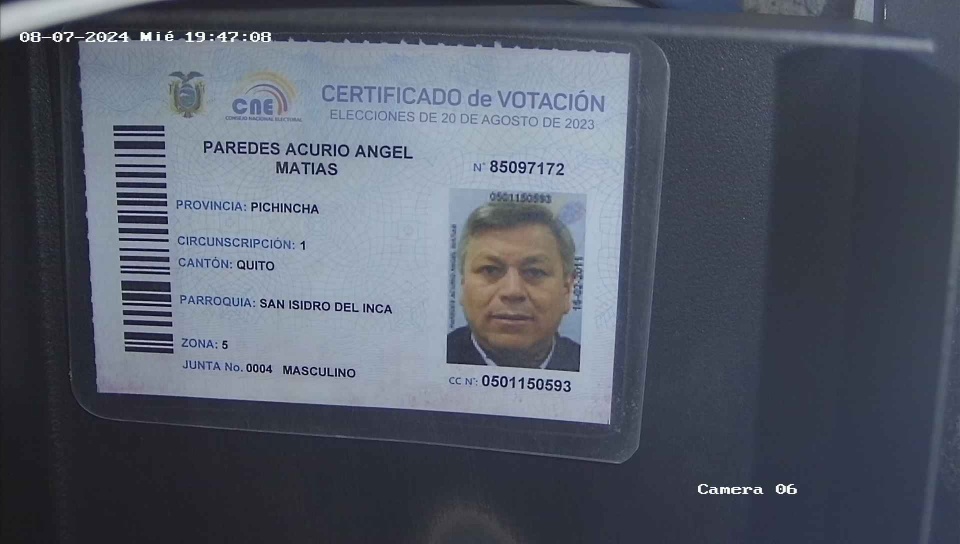 08-07-2024 Mié 19:47:08
CNE
CONSEJO NACIONAL ELECTORAL
CERTIFICADO de VOTACIÓN
ELECCIONES DE 20 DE AGOSTO DE 2023
PAREDES ACURIO ANGEL
MATIAS
N° 85097172
PROVINCIA: PICHINCHA
CIRCUNSCRIPCIÓN: 1
CANTÓN: QUITO
PARROQUIA: SAN ISIDRO DEL INCA
ZONA: 5
JUNTA No. 0004 MASCULINO
0501150593
15-02-2011
CC N°: 0501150593
Camera 06